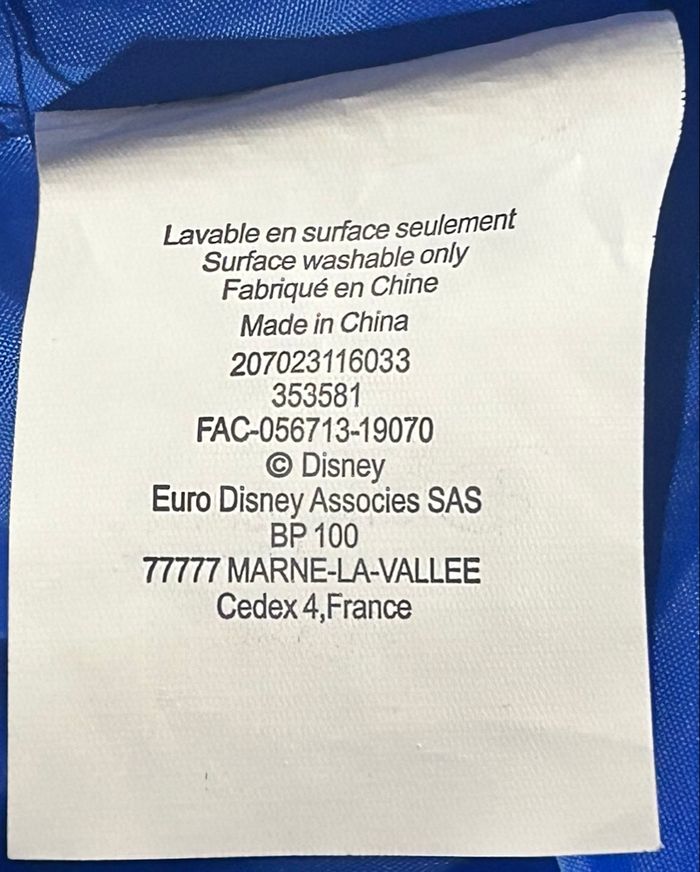 Lavable en surface seulement
Surface washable only
Fabriqué en Chine
Made in China
207023116033
353581
FAC-056713-19070
© Disney
Euro Disney Associes SAS
BP 100
77777 MARNE-LA-VALLEE
Cedex 4,France